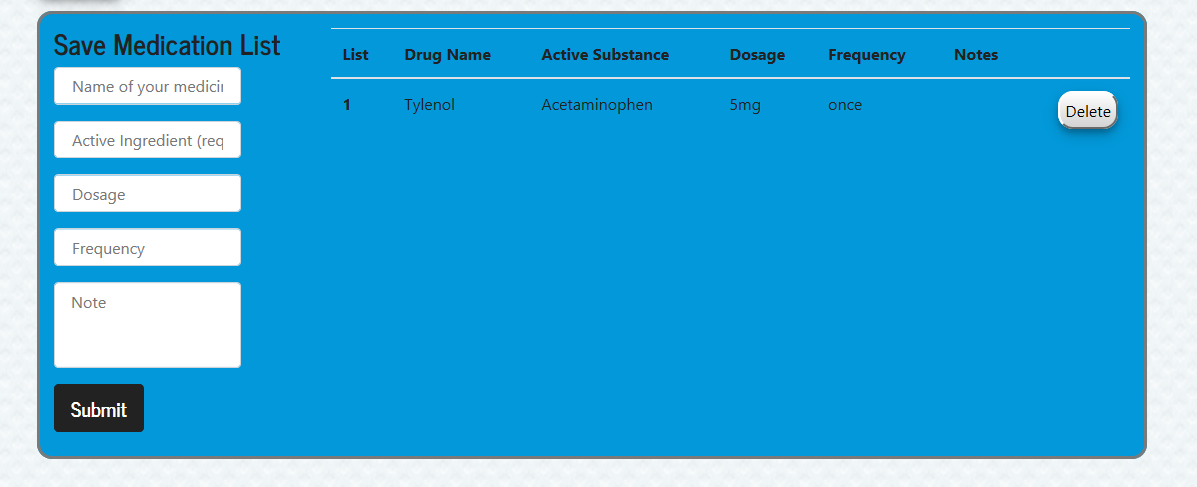 Save Medication List
Name of your medici
Active Ingredient (req
Dosage
Frequency
Note
Submit
List Drug Name Active Substance Dosage Frequency Notes
1 Tylenol Acetaminophen 5mg once Delete